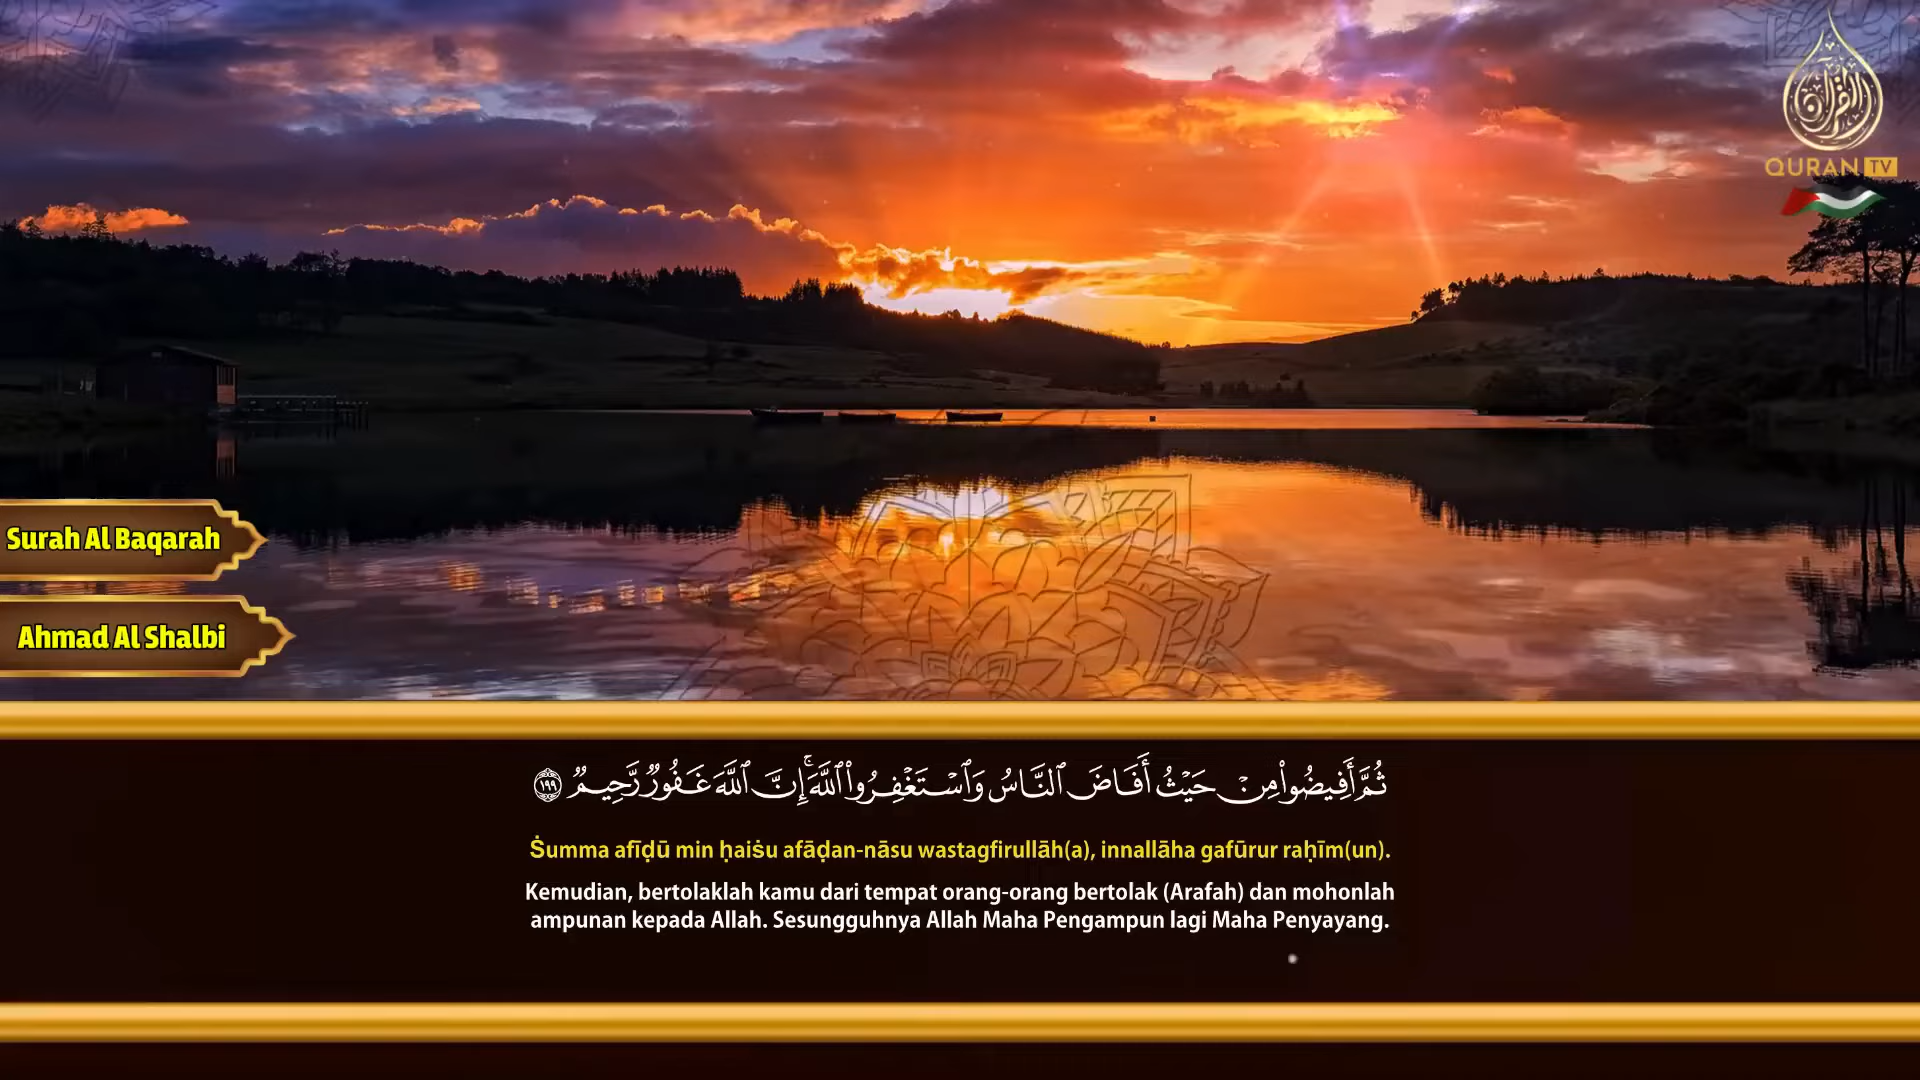 القرآن
QURAN TV
Surah Al Baqarah
Ahmad Al Shalbi
ثُمَّ أَفِيضُوا۟ مِنْ حَيْثُ أَفَاضَ ٱلنَّاسُ وَٱسْتَغْفِرُوا۟ ٱللَّهَ ۚ إِنَّ ٱللَّهَ غَفُورٌ رَّحِيمٌ ١٩٩
Ṡumma afīḍū min ḥaiṡu afāḍan-nāsu wastagfirullāh(a), innallāha gafūrur raḥīm(un).
Kemudian, bertolaklah kamu dari tempat orang-orang bertolak (Arafah) dan mohonlah
ampunan kepada Allah. Sesungguhnya Allah Maha Pengampun lagi Maha Penyayang.